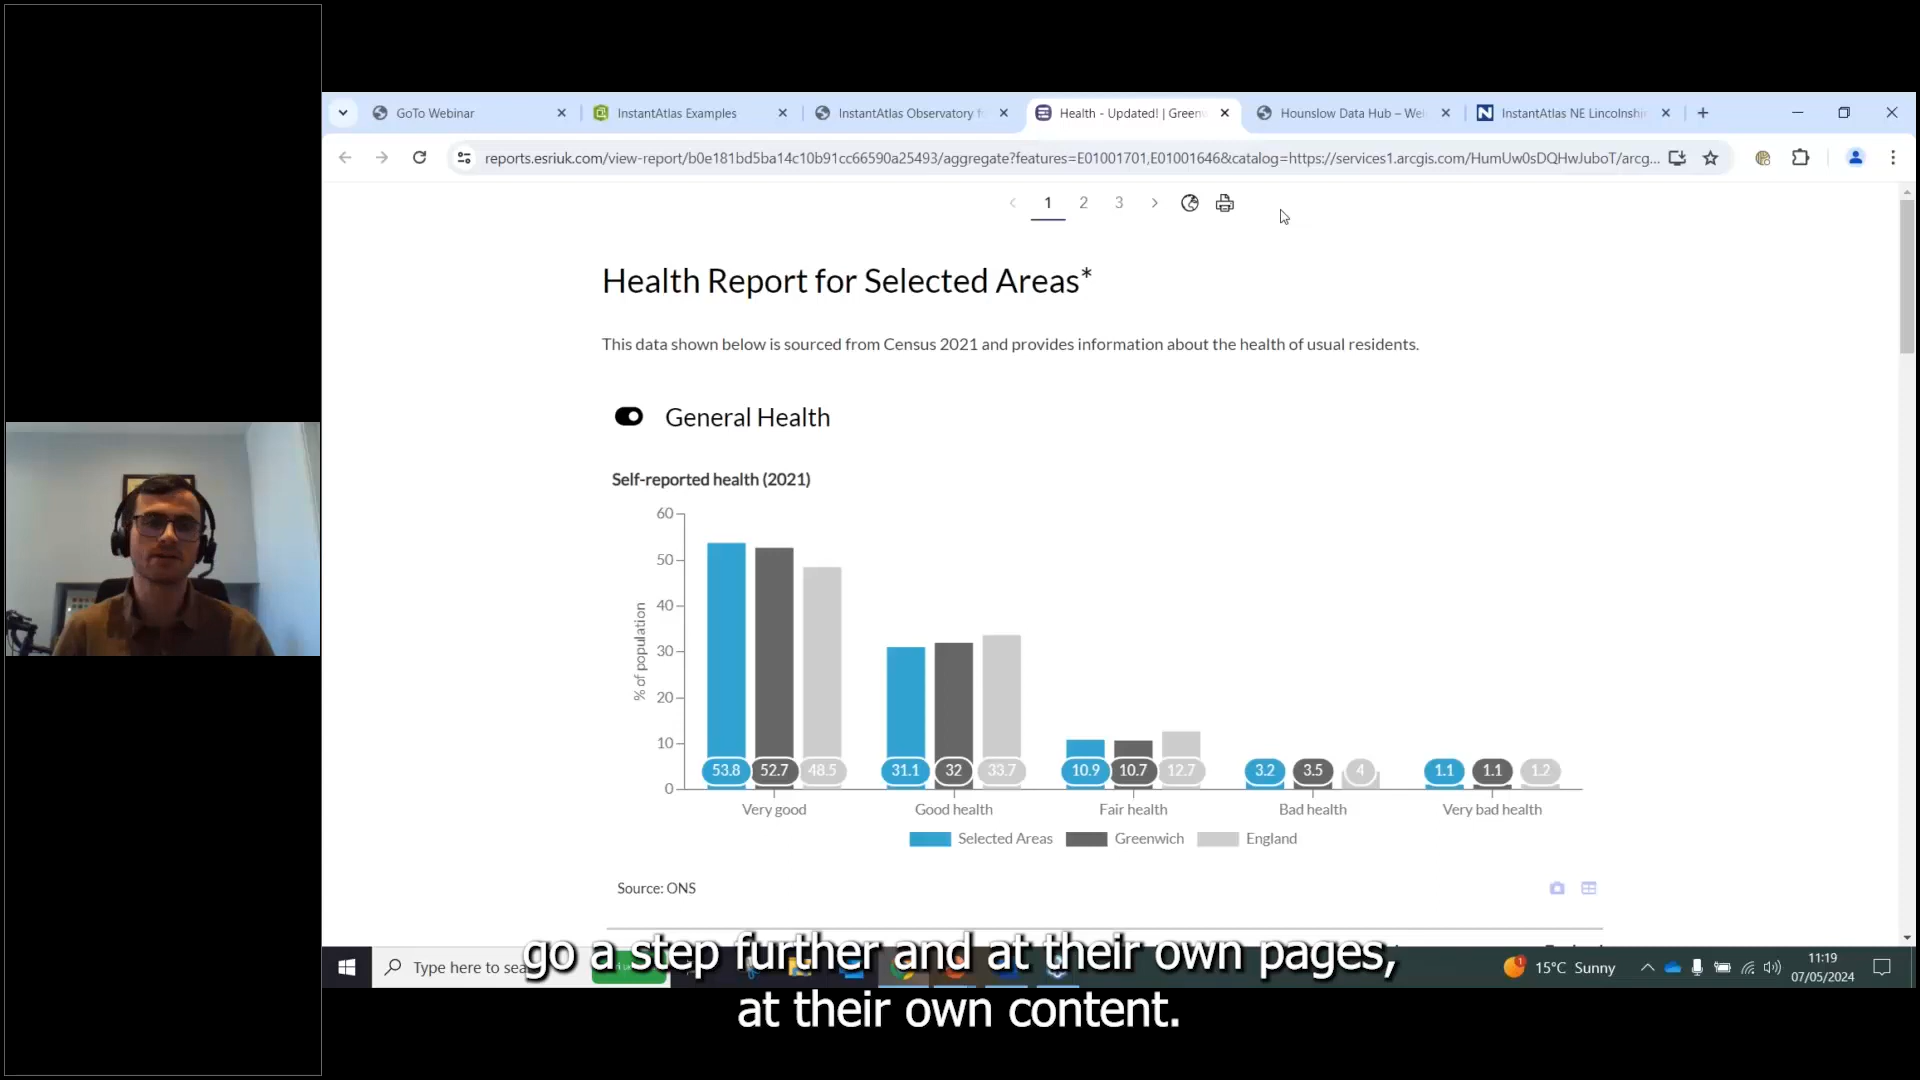 GoTo Webinar
InstantAtlas Examples
InstantAtlas Observatory f
Health - Updated! | Green
Hounslow Data Hub – Wel
InstantAtlas NE Lincolnshi
reports.esriuk.com/view-report/b0e181bd5ba14c10b91cc66590a25493/aggregate?features=E01001701,E01001646&catalog=https://services1.arcgis.com/HumUw0sDQHwJuboT/arcg...
1 2 3
Health Report for Selected Areas*
This data shown below is sourced from Census 2021 and provides information about the health of usual residents.
General Health
Self-reported health (2021)
% of population
60
50
40
30
20
10
0
53.8 52.7 48.5 31.1 32 33.7 10.9 10.7 12.7 3.2 3.5 4 1.1 1.1 1.2
Very good Good health Fair health Bad health Very bad health
Selected Areas Greenwich England
Source: ONS
Type here to sea
15°C Sunny
11:19
07/05/2024
go a step further and at their own pages,
at their own content.